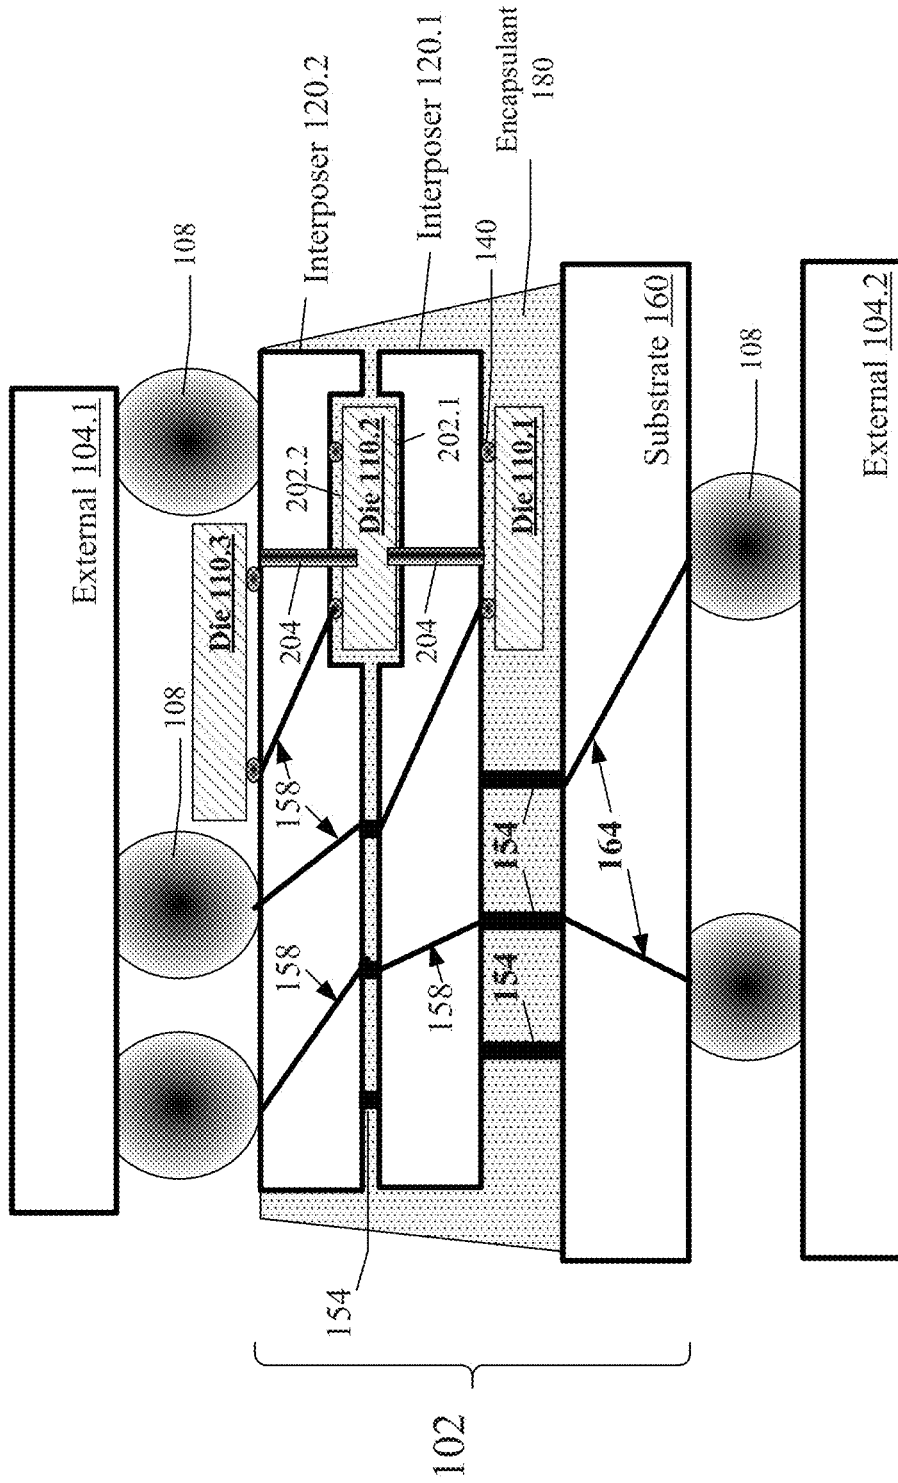 External 104.1
108
108
Die 110.3
Interposer 120.2
202.2
204
158
158
Die 110.2
202.1
Interposer 120.1
204
158
154
140
Die 110.1
Encapsulant
180
154
154
102
Substrate 160
164
108
External 104.2